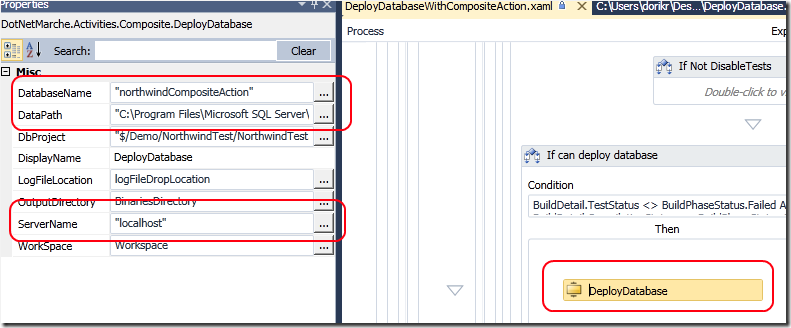 Properties
DotNetMarche.Activities.Composite.DeployDatabase
Search:
Clear
Misc
DatabaseName "northwindCompositeAction" ...
DataPath "C:\Program Files\Microsoft SQL Server\ ...
DbProject "$/Demo/NorthwindTest/NorthwindTest ...
DisplayName DeployDatabase
LogFileLocation logFileDropLocation ...
OutputDirectory BinariesDirectory ...
ServerName "localhost" ...
WorkSpace Workspace ...
DeployDatabaseWithCompositeAction.xaml
C:\Users\dorikr\Des...\DeployDatabase.
Process
Exp
If Not DisableTests
Double-click to v
If can deploy database
Condition
BuildDetail.TestStatus <> BuildPhaseStatus.Failed A
Then
DeployDatabase